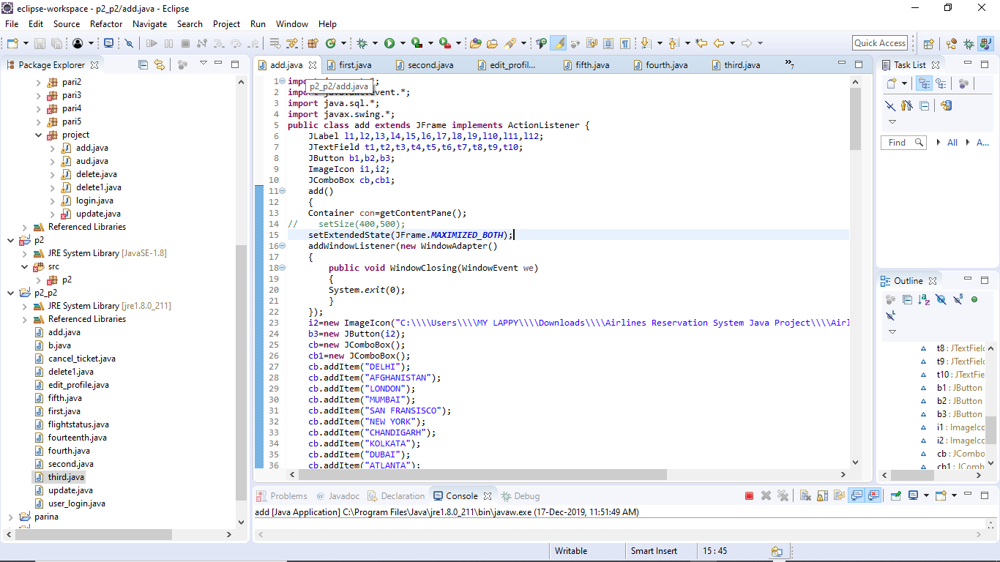 eclipse-workspace - p2_p2/add.java - Eclipse
File Edit Source Refactor Navigate Search Project Run Window Help
Quick Access
Package Explorer
pari2
pari3
pari4
pari5
project
add.java
aud.java
delete.java
delete1.java
login.java
update.java
Referenced Libraries
p2
JRE System Library [JavaSE-1.8]
src
p2
p2_p2
JRE System Library [jre1.8.0_211]
Referenced Libraries
add.java
b.java
cancel_ticket.java
delete1.java
edit_profile.java
fifth.java
first.java
flightstatus.java
fourteenth.java
fourth.java
second.java
third.java
update.java
user_login.java
parina
add.java first.java second.java edit_profil... fifth.java fourth.java third.java »7
p2_p2/add.java
1 impo ;
2 import java.awt.event.*;
3 import java.sql.*;
4 import javax.swing.*;
5 public class add extends JFrame implements ActionListener {
6 JLabel l1,l2,l3,l4,l5,l6,l7,l8,l9,l10,l11,l12;
7 JTextField t1,t2,t3,t4,t5,t6,t7,t8,t9,t10;
8 JButton b1,b2,b3;
9 ImageIcon i1,i2;
10 JComboBox cb,cb1;
11 add()
12 {
13 Container con=getContentPane();
14 // setSize(400,500);
15 setExtendedState(JFrame.MAXIMIZED_BOTH);
16 addWindowListener(new WindowAdapter()
17 {
18 public void WindowClosing(WindowEvent we)
19 {
20 System.exit(0);
21 }
22 });
23 i2=new ImageIcon("C:\\\\Users\\\\MY LAPPY\\\\Downloads\\\\Airlines Reservation System Java Project\\\\Airl
24 b3=new JButton(i2);
25 cb=new JComboBox();
26 cb1=new JComboBox();
27 cb.addItem("DELHI");
28 cb.addItem("AFGHANISTAN");
29 cb.addItem("LONDON");
30 cb.addItem("MUMBAI");
31 cb.addItem("SAN FRANSISCO");
32 cb.addItem("NEW YORK");
33 cb.addItem("CHANDIGARH");
34 cb.addItem("KOLKATA");
35 cb.addItem("DUBAI");
36 cb.addItem("ATLANTA");
Task List
Find All A...
Outline
t8 : JTextField
t9 : JTextField
t10 : JTextFie
b1 : JButton
b2 : JButton
b3 : JButton
i1 : ImageIco
i2 : ImageIco
cb : JCombo
cb1 : JComb
Problems @ Javadoc Declaration Console Debug
add [Java Application] C:\Program Files\Java\jre1.8.0_211\bin\javaw.exe (17-Dec-2019, 11:51:49 AM)
Writable Smart Insert 15 : 45